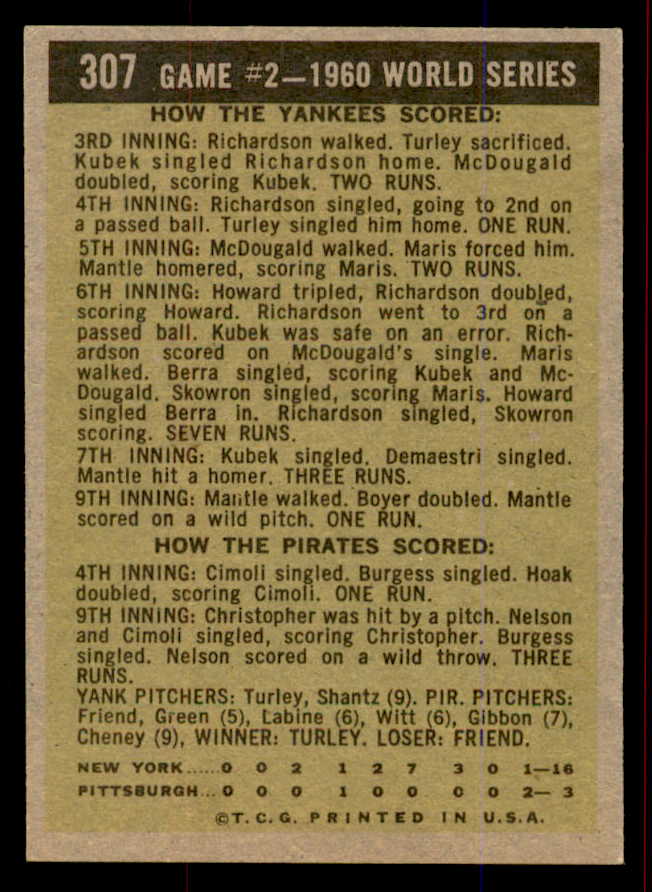 307 GAME #2—1960 WORLD SERIES
HOW THE YANKEES SCORED:
3RD INNING: Richardson walked. Turley sacrificed.
Kubek singled Richardson home. McDougald
doubled, scoring Kubek. TWO RUNS.
4TH INNING: Richardson singled, going to 2nd on
a passed ball. Turley singled him home. ONE RUN.
5TH INNING: McDougald walked. Maris forced him.
Mantle homered, scoring Maris. TWO RUNS.
6TH INNING: Howard tripled, Richardson doubled,
scoring Howard. Richardson went to 3rd on a
passed ball. Kubek was safe on an error. Rich-
ardson scored on McDougald's single. Maris
walked. Berra singled, scoring Kubek and Mc-
Dougald. Skowron singled, scoring Maris. Howard
singled Berra in. Richardson singled, Skowron
scoring. SEVEN RUNS.
7TH INNING: Kubek singled. Demaestri singled.
Mantle hit a homer. THREE RUNS.
9TH INNING: Mantle walked. Boyer doubled. Mantle
scored on a wild pitch. ONE RUN.
HOW THE PIRATES SCORED:
4TH INNING: Cimoli singled. Burgess singled. Hoak
doubled, scoring Cimoli. ONE RUN.
9TH INNING: Christopher was hit by a pitch. Nelson
and Cimoli singled, scoring Christopher. Burgess
singled. Nelson scored on a wild throw. THREE
RUNS.
YANK PITCHERS: Turley, Shantz (9). PIR. PITCHERS:
Friend, Green (5), Labine (6), Witt (6), Gibbon (7),
Cheney (9), WINNER: TURLEY. LOSER: FRIEND.
NEW YORK......0 0 2 1 2 7 3 0 1—16
PITTSBURGH...0 0 0 1 0 0 0 0 2— 3
©T.C.G. PRINTED IN U.S.A.